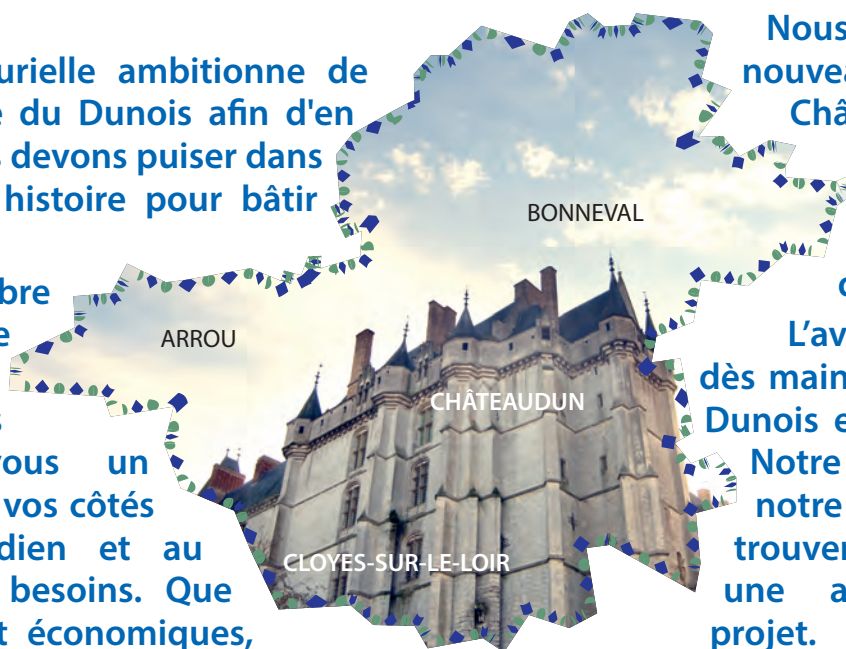 urielle ambitionne de
e du Dunois afin d'en
s devons puiser dans
histoire pour bâtir
bre
e
s
vous un
vos côtés
dien et au
besoins. Que
t économiques,
BONNEVAL
ARROU
CHÂTEAUDUN
CLOYES-SUR-LE-LOIR
Nous
nouvea
Châ
L’av
dès main
Dunois e
Notre
notre
trouver
une a
projet.